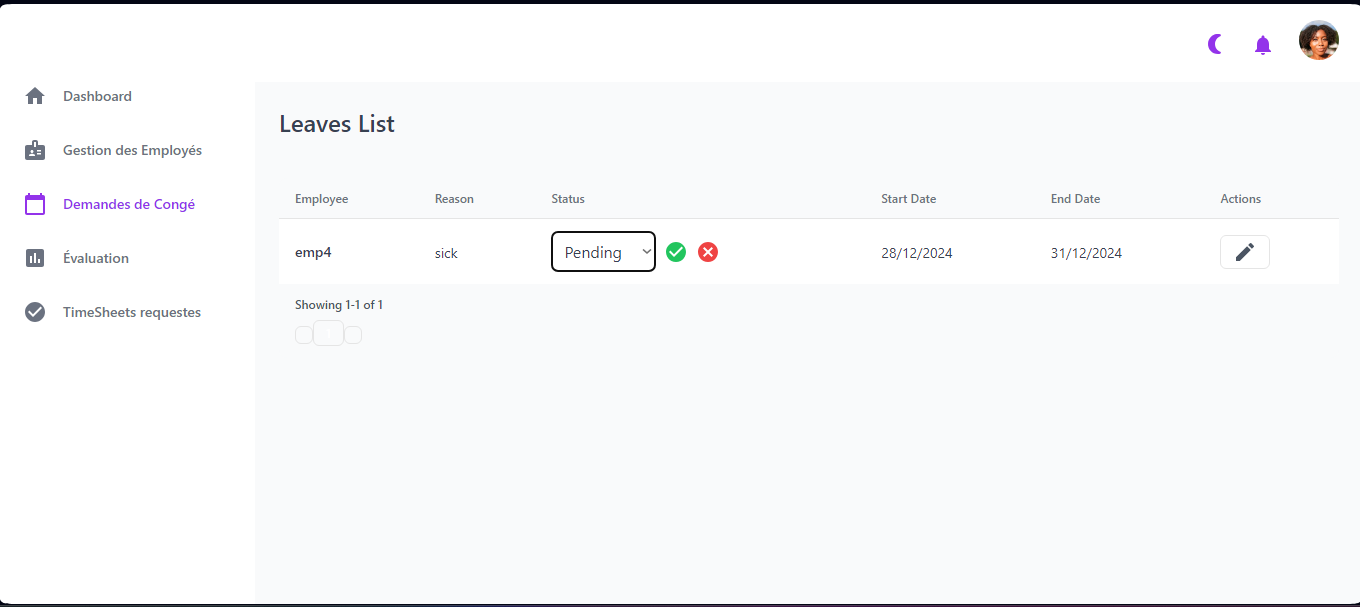 Dashboard
Gestion des Employés
Demandes de Congé
Évaluation
TimeSheets requestes
Leaves List
Employee Reason Status Start Date End Date Actions
emp4 sick Pending 28/12/2024 31/12/2024
Showing 1-1 of 1